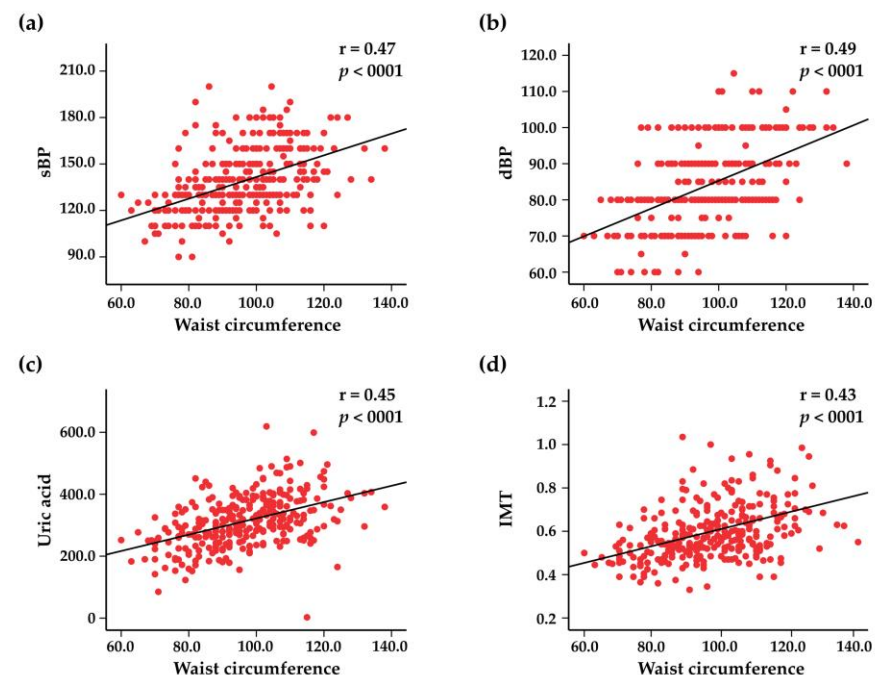 (a)
r = 0.47
p < 0001
210.0
180.0
150.0
120.0
90.0
sBP
60.0 80.0 100.0 120.0 140.0
Waist circumference
(b)
r = 0.49
p < 0001
120.0
110.0
100.0
90.0
80.0
70.0
60.0
dBP
60.0 80.0 100.0 120.0 140.0
Waist circumference
(c)
r = 0.45
p < 0001
600.0
400.0
200.0
0
Uric acid
60.0 80.0 100.0 120.0 140.0
Waist circumference
(d)
r = 0.43
p < 0001
1.2
1.0
0.8
0.6
0.4
0.2
IMT
60.0 80.0 100.0 120.0 140.0
Waist circumference